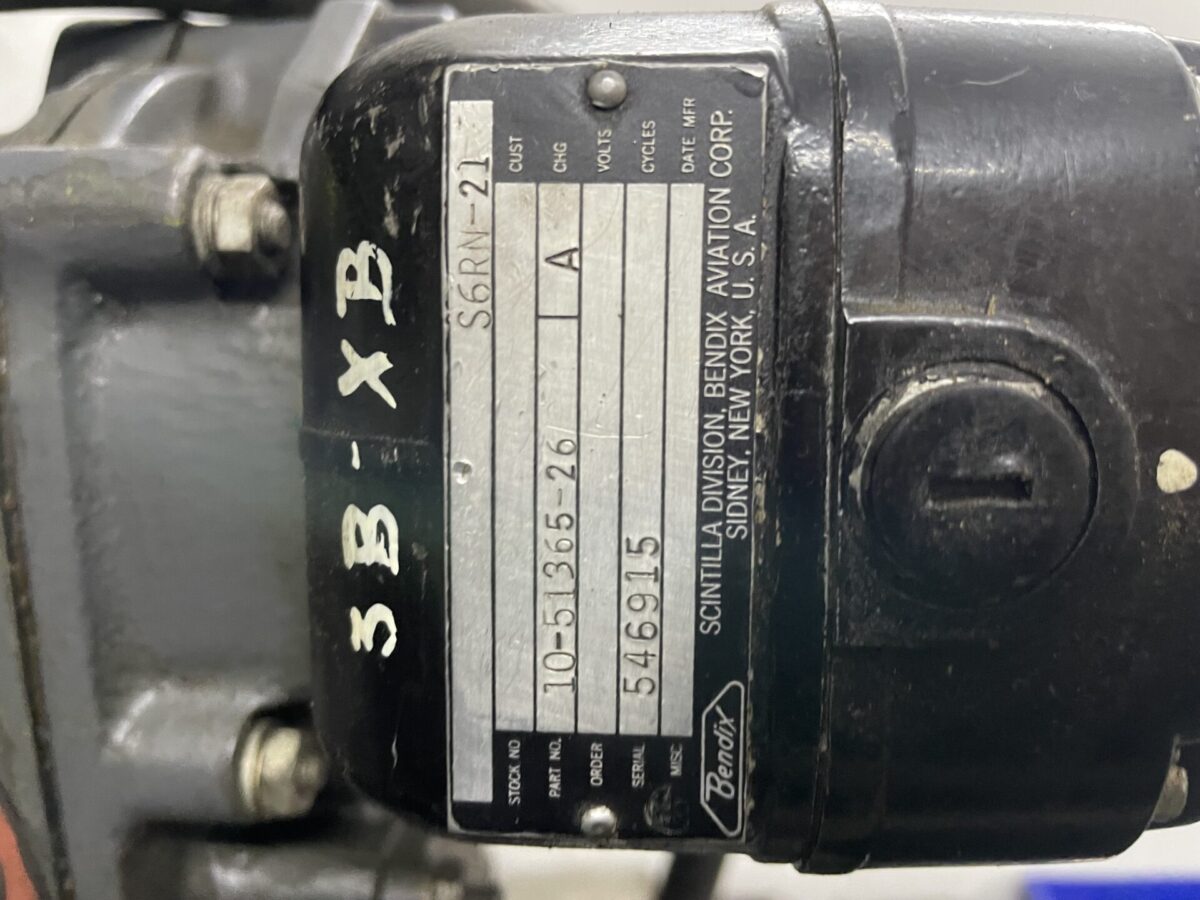 3B-XB
S6RN-21
STOCK NO CUST
PART NO. 10-51365-26 CHG A
ORDER VOLTS
SERIAL 546915 CYCLES
MISC DATE MFR
Bendix SCINTILLA DIVISION, BENDIX AVIATION CORP.
SIDNEY, NEW YORK, U. S. A.